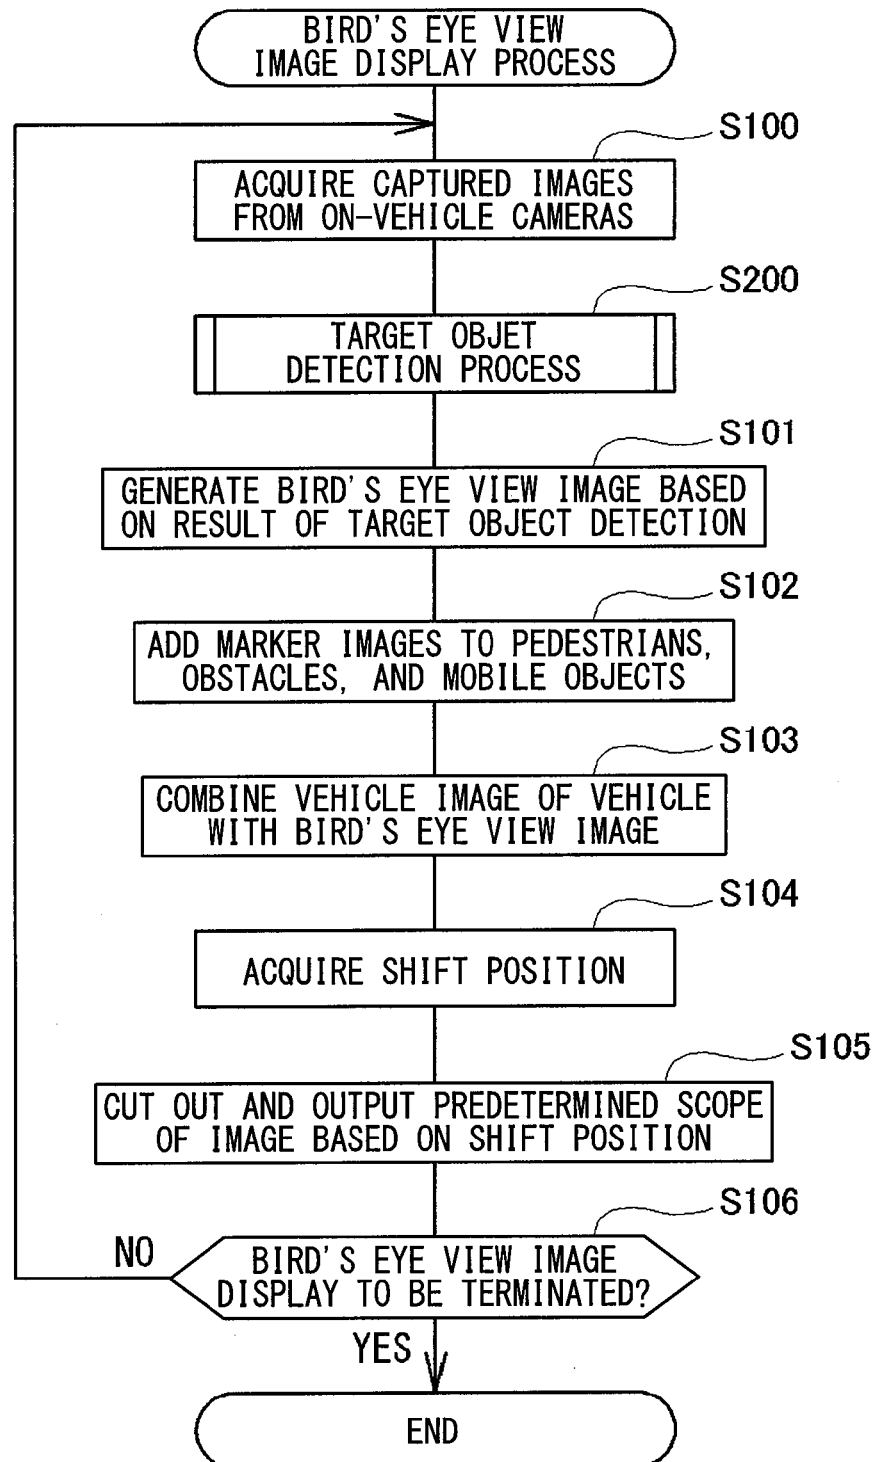 BIRD'S EYE VIEW
IMAGE DISPLAY PROCESS
S100
ACQUIRE CAPTURED IMAGES
FROM ON-VEHICLE CAMERAS
S200
TARGET OBJET
DETECTION PROCESS
S101
GENERATE BIRD'S EYE VIEW IMAGE BASED
ON RESULT OF TARGET OBJECT DETECTION
S102
ADD MARKER IMAGES TO PEDESTRIANS,
OBSTACLES, AND MOBILE OBJECTS
S103
COMBINE VEHICLE IMAGE OF VEHICLE
WITH BIRD'S EYE VIEW IMAGE
S104
ACQUIRE SHIFT POSITION
S105
CUT OUT AND OUTPUT PREDETERMINED SCOPE
OF IMAGE BASED ON SHIFT POSITION
S106
NO
BIRD'S EYE VIEW IMAGE
DISPLAY TO BE TERMINATED?
YES
END